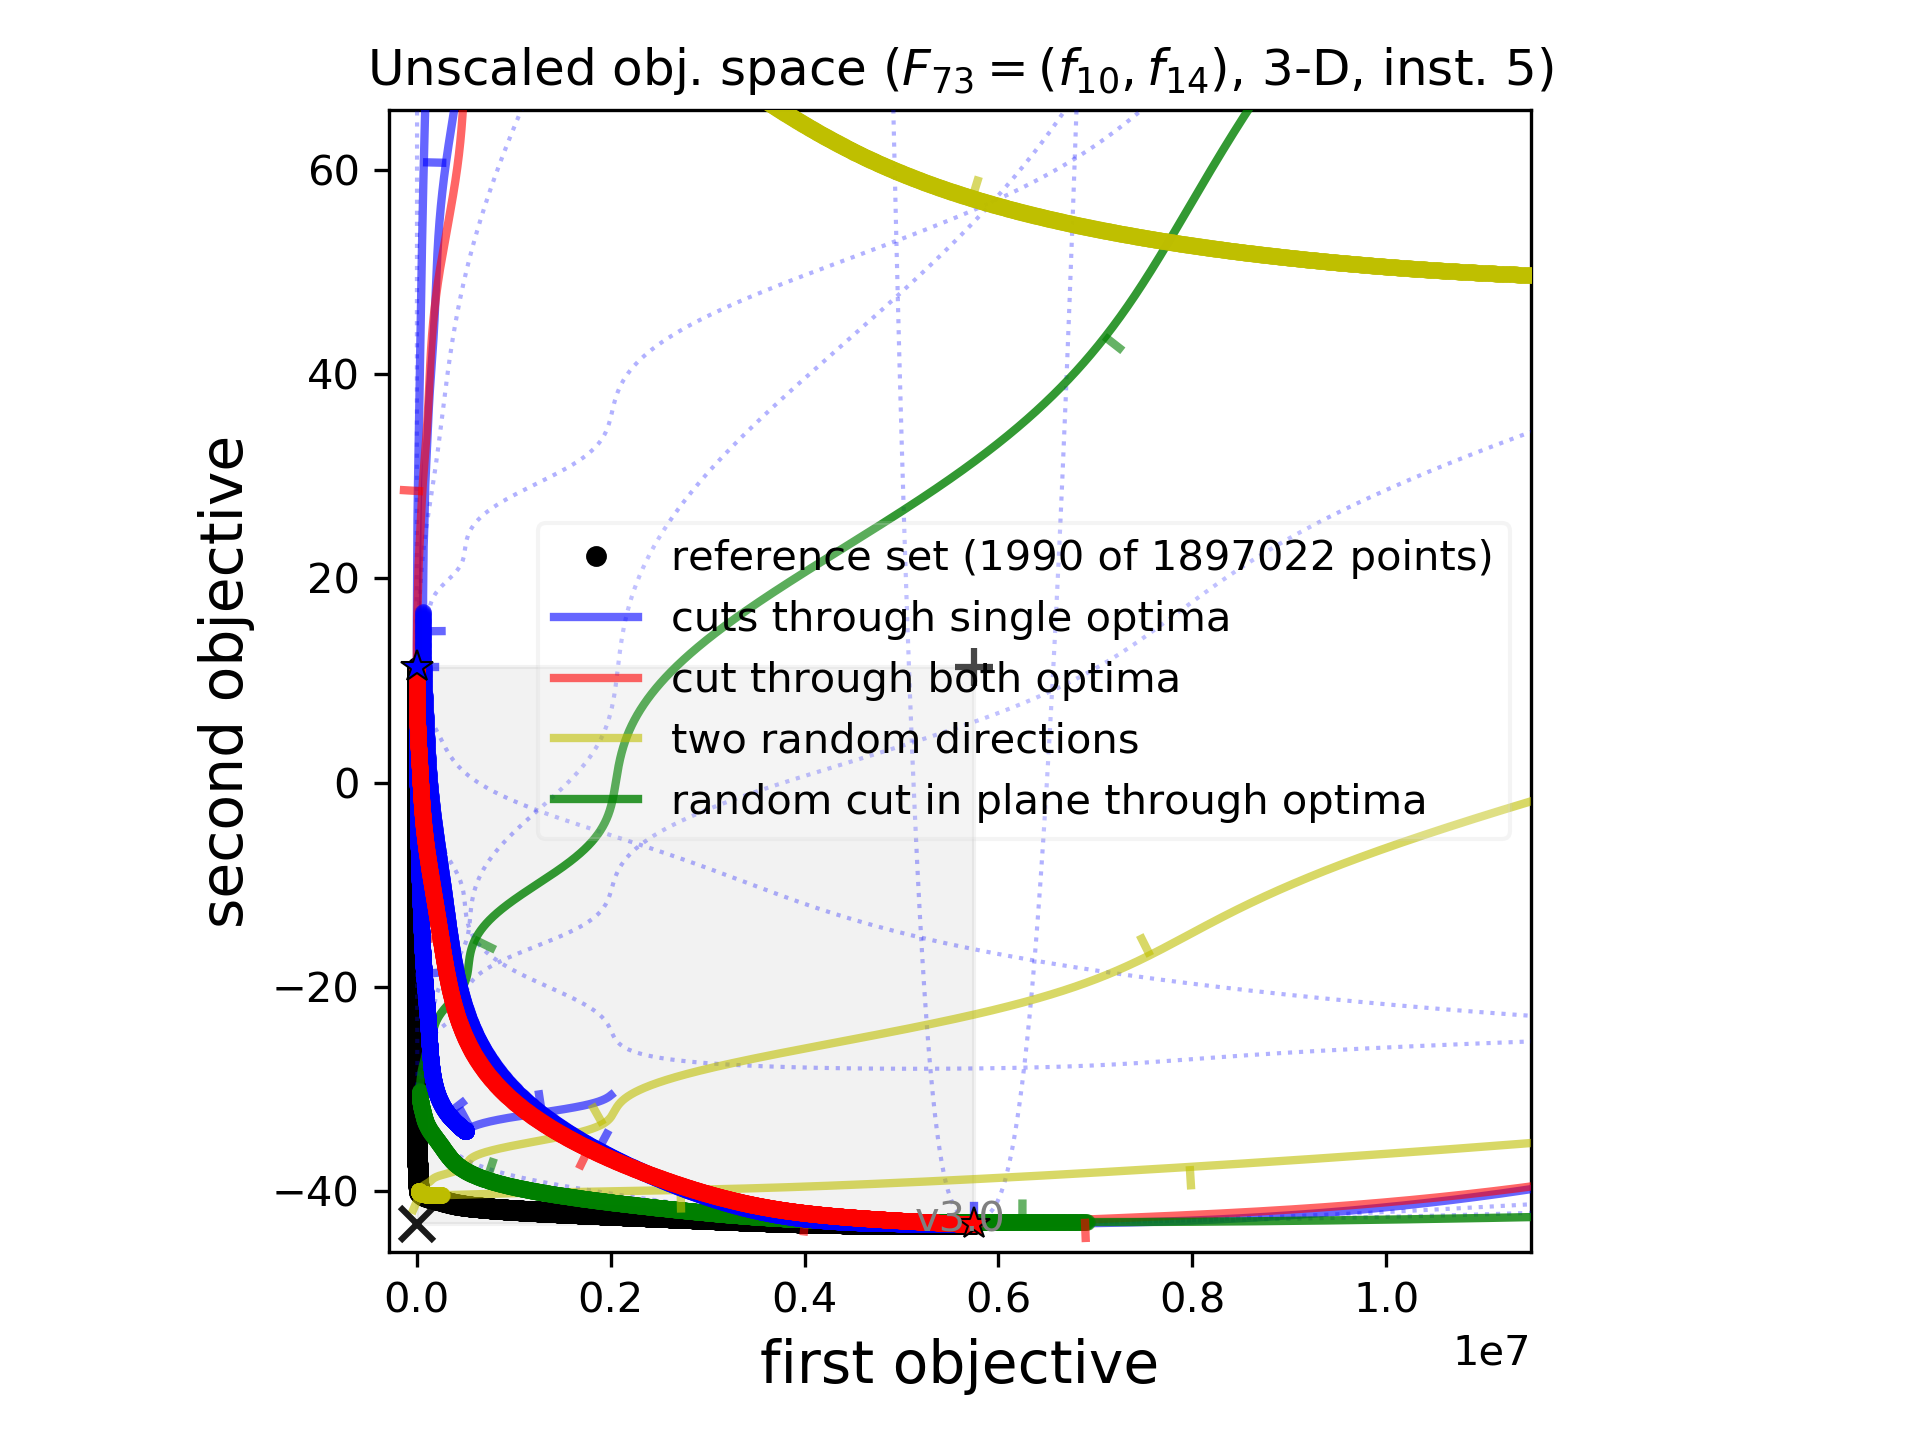 Unscaled obj. space (F73 = (f10, f14), 3-D, inst. 5)
60
40
20
0
−20
−40
second objective
reference set (1990 of 1897022 points)
cuts through single optima
cut through both optima
two random directions
random cut in plane through optima
v3.0
0.0 0.2 0.4 0.6 0.8 1.0
1e7
first objective